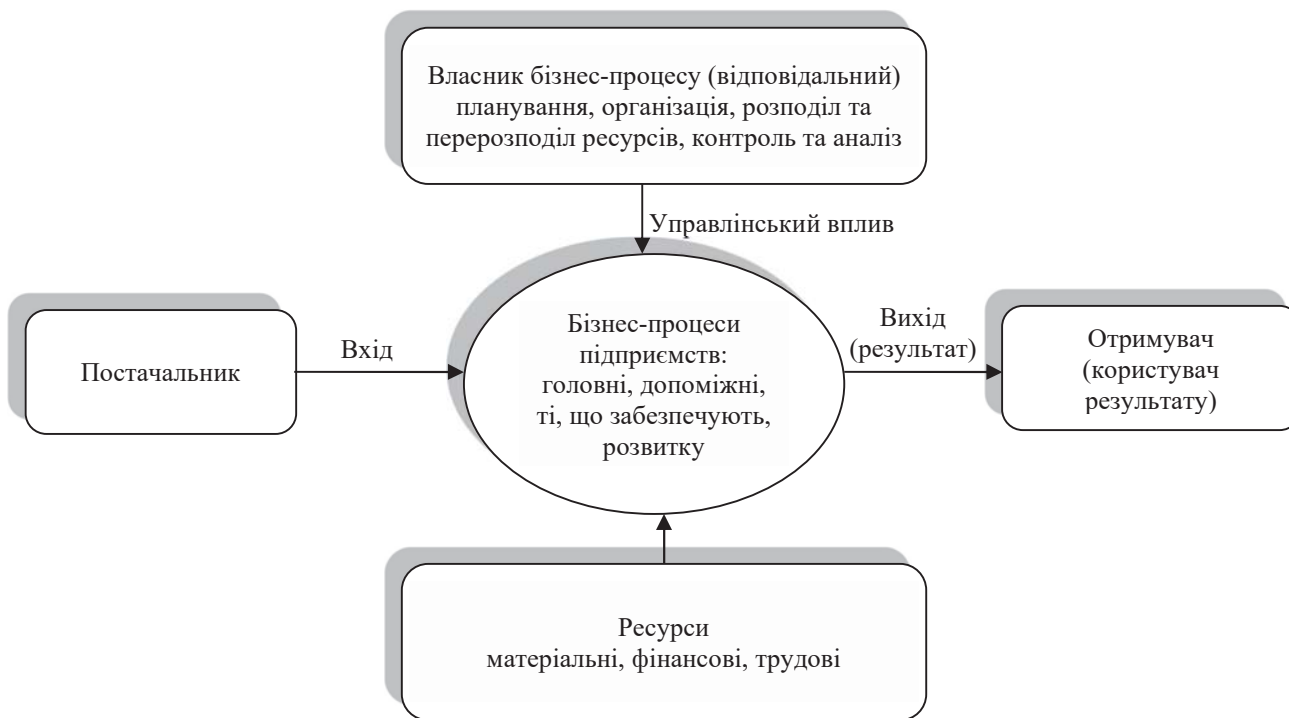 Власник бізнес-процесу (відповідальний)
планування, організація, розподіл та
перерозподіл ресурсів, контроль та аналіз
Управлінський вплив
Постачальник
Вхід
Бізнес-процеси
підприємств:
головні, допоміжні,
ті, що забезпечують,
розвитку
Вихід
(результат)
Отримувач
(користувач
результату)
Ресурси
матеріальні, фінансові, трудові